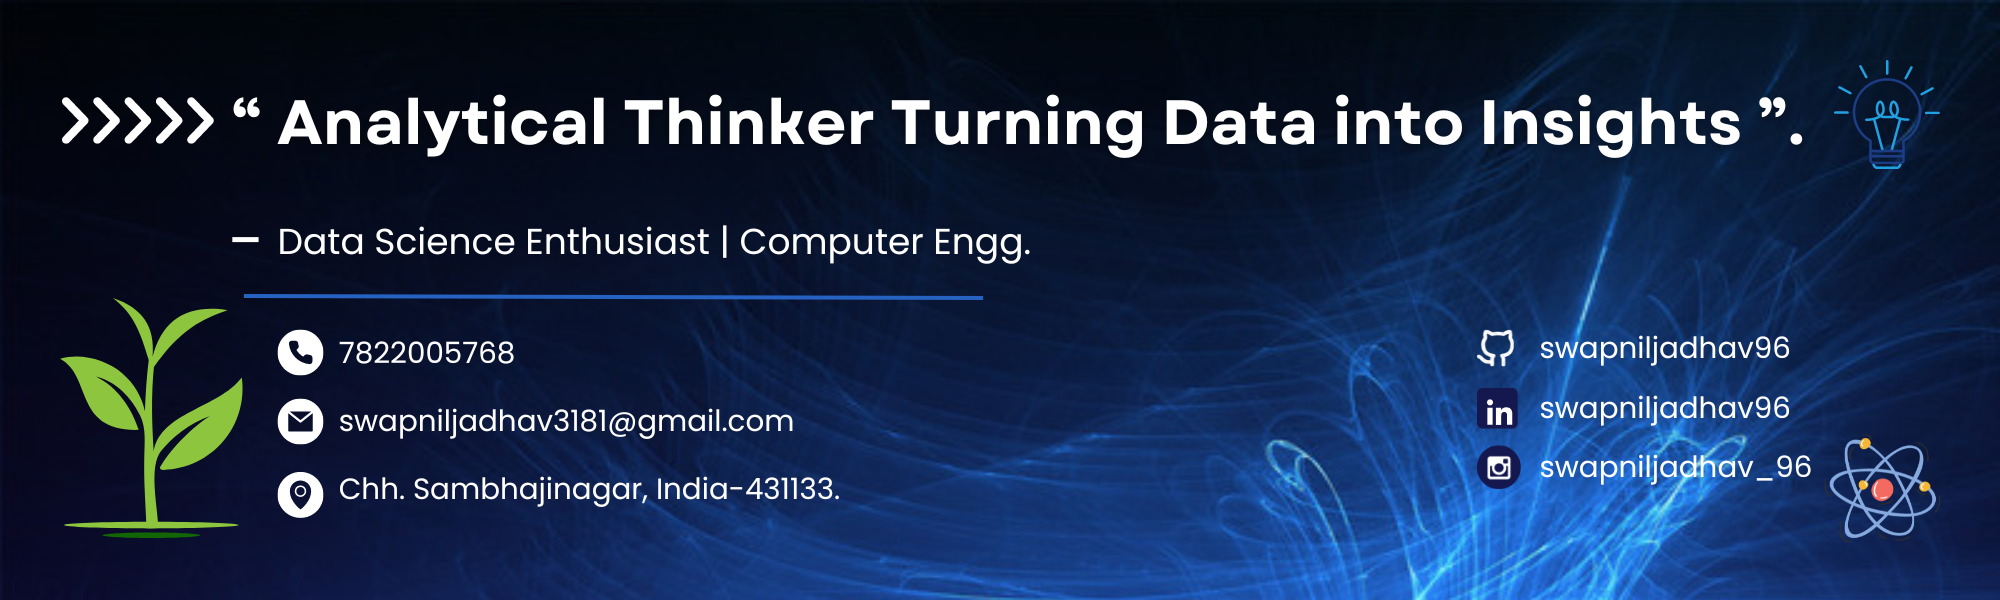 “ Analytical Thinker Turning Data into Insights ”.
– Data Science Enthusiast | Computer Engg.
7822005768
swapniljadhav3181@gmail.com
Chh. Sambhajinagar, India-431133.
swapniljadhav96
in swapniljadhav96
swapniljadhav_96